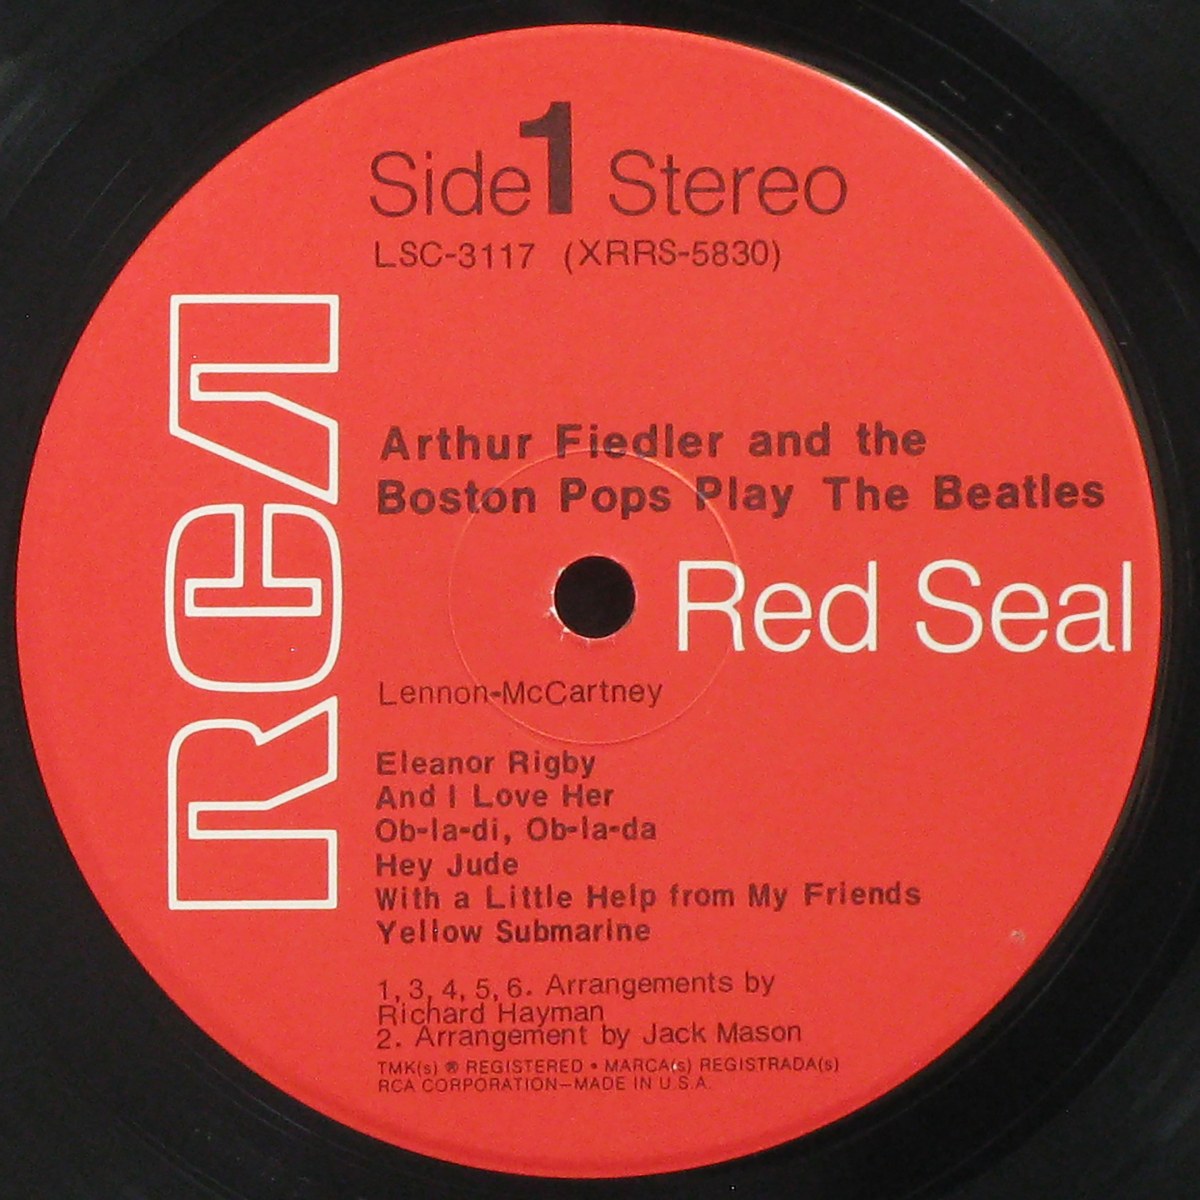 Side 1 Stereo
LSC-3117 (XRRS-5830)
RCA
Arthur Fiedler and the
Boston Pops Play The Beatles
Red Seal
Lennon-McCartney
Eleanor Rigby
And I Love Her
Ob-la-di, Ob-la-da
Hey Jude
With a Little Help from My Friends
Yellow Submarine
1, 3, 4, 5, 6. Arrangements by
Richard Hayman
2. Arrangement by Jack Mason
TMK(s) ® REGISTERED • MARCA(s) REGISTRADA(s)
RCA CORPORATION—MADE IN U.S.A.